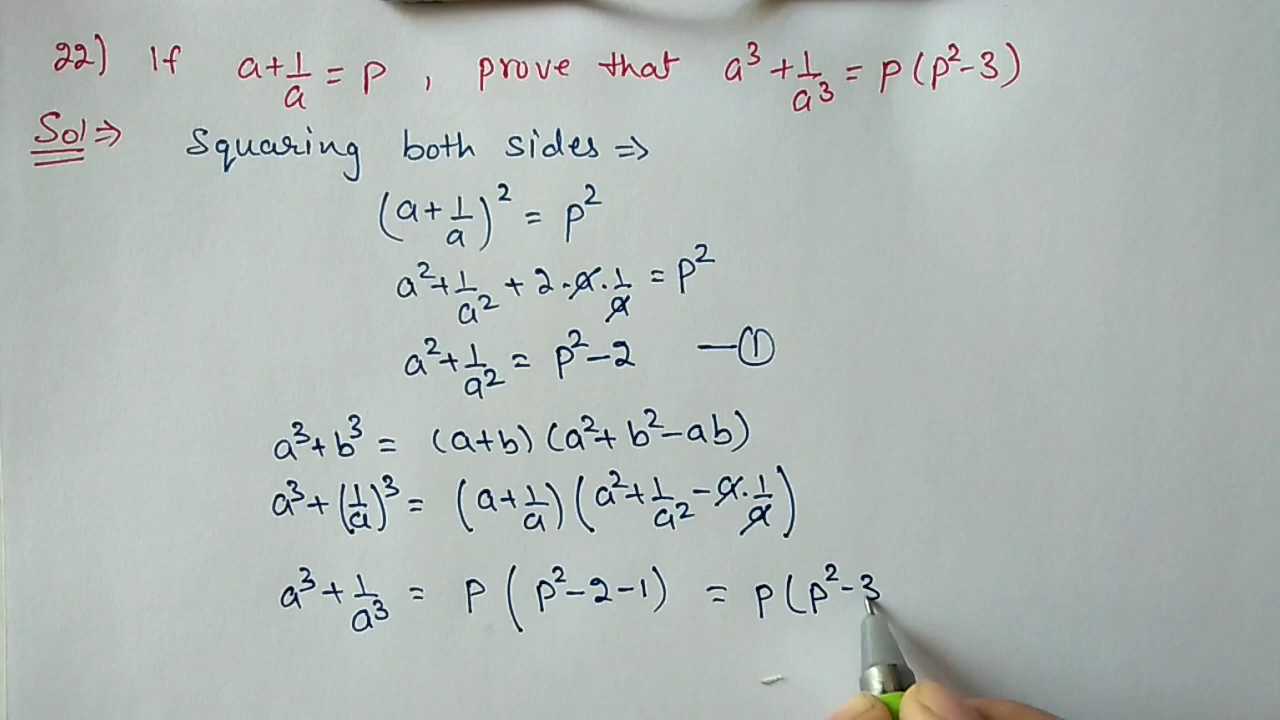 22) If a+1/a = p , prove that a³+1/a³ = p(p²-3)
Sol⇒ Squaring both sides ⇒
(a+1/a)² = p²
a²+1/a² + 2·a·1/a = p²
a²+1/a² = p²-2 —①
a³+b³ = (a+b) (a²+b²-ab)
a³+(1/a)³ = (a+1/a) (a²+1/a²-a·1/a)
a³+1/a³ = p(p²-2-1) = p(p²-3